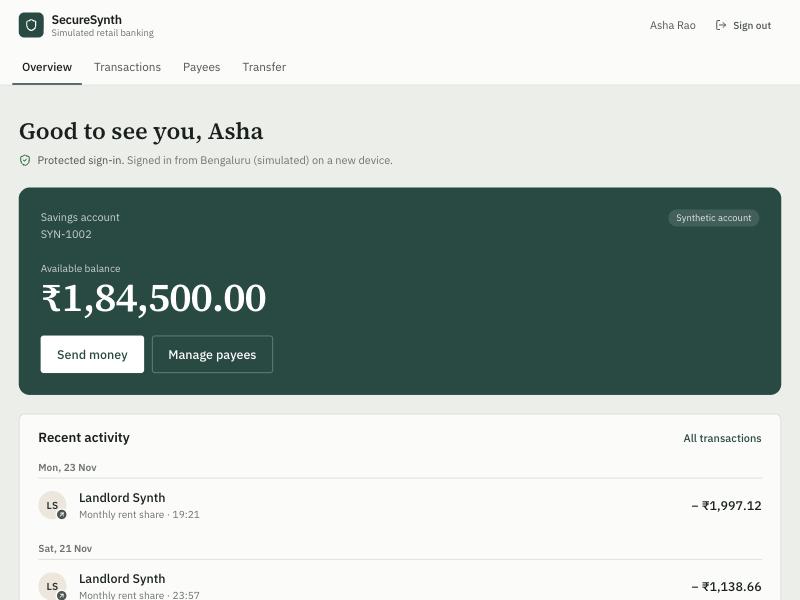 SecureSynth
Simulated retail banking
Asha Rao
Sign out
Overview Transactions Payees Transfer
Good to see you, Asha
Protected sign-in. Signed in from Bengaluru (simulated) on a new device.
Savings account
Synthetic account
SYN-1002
Available balance
₹1,84,500.00
Send money Manage payees
Recent activity All transactions
Mon, 23 Nov
LS
Landlord Synth
Monthly rent share · 19:21
– ₹1,997.12
Sat, 21 Nov
LS
Landlord Synth
Monthly rent share · 23:57
– ₹1,138.66